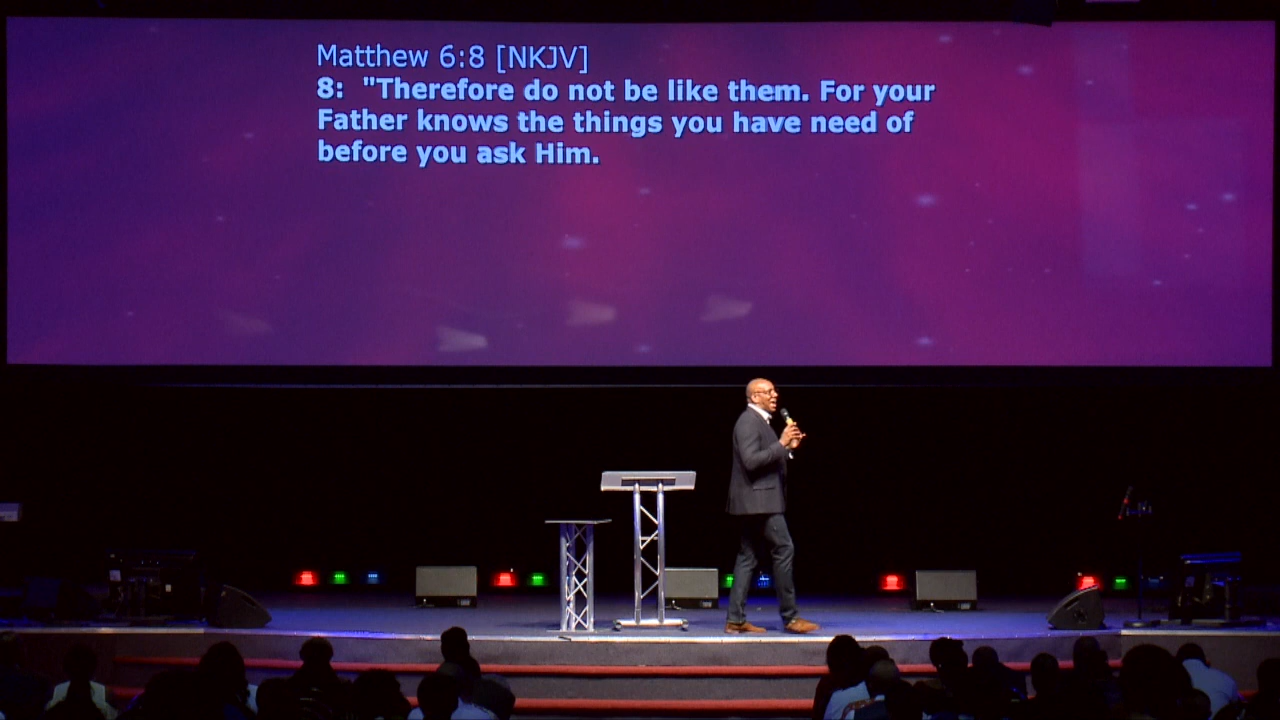 Matthew 6:8 [NKJV]
8: "Therefore do not be like them. For your
Father knows the things you have need of
before you ask Him.